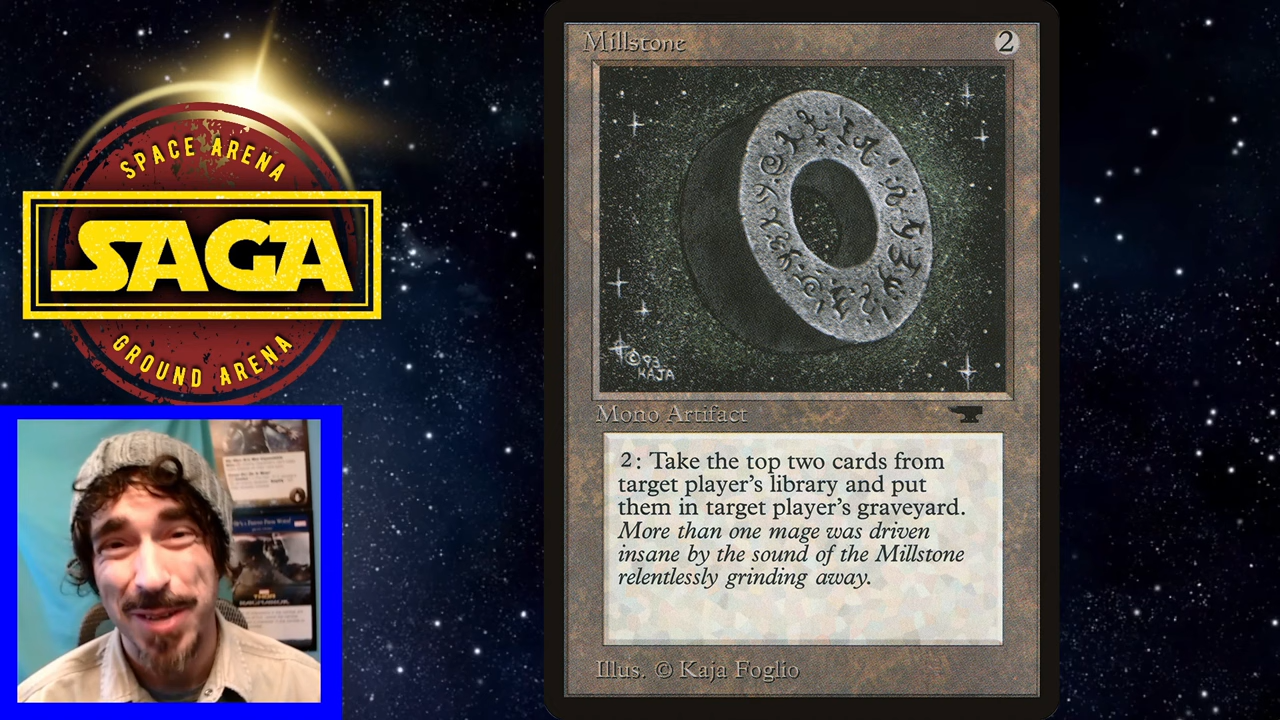 SPACE ARENA
SAGA
GROUND ARENA
Millstone
2
©93
KAJA
Mono Artifact
2: Take the top two cards from
target player's library and put
them in target player's graveyard.
More than one mage was driven
insane by the sound of the Millstone
relentlessly grinding away.
Illus. © Kaja Foglio